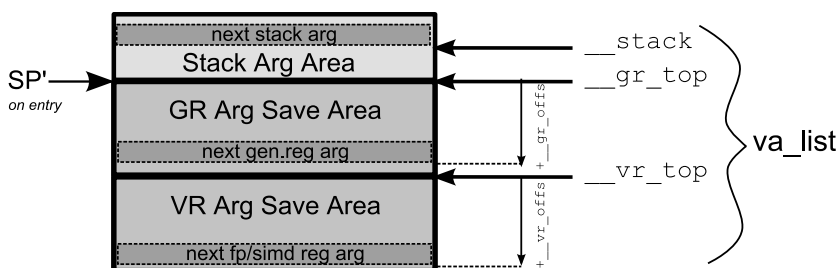 next stack arg
__stack
Stack Arg Area
SP'
__gr_top
on entry
GR Arg Save Area
+__gr_offs
next gen.reg arg
va_list
__vr_top
VR Arg Save Area
+__vr_offs
next fp/simd reg arg